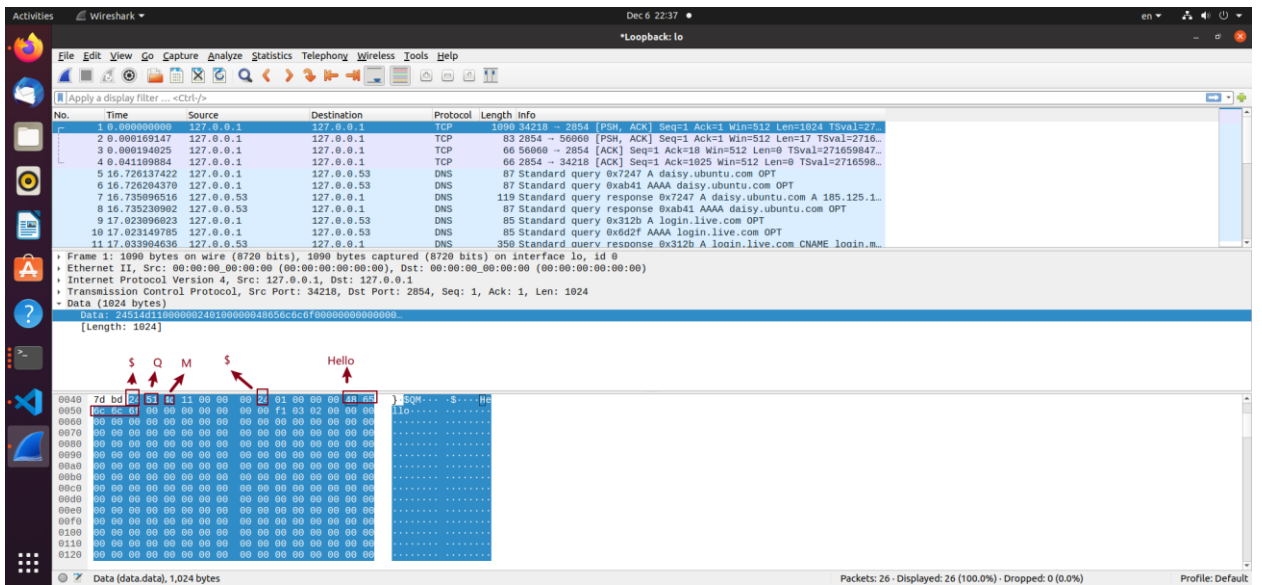 Activities Wireshark Dec 6 22:37 en
*Loopback: lo
File Edit View Go Capture Analyze Statistics Telephony Wireless Tools Help
Apply a display filter ... <Ctrl-/>
No. Time Source Destination Protocol Length Info
1 0.000000000 127.0.0.1 127.0.0.1 TCP 1090 34218 → 2854 [PSH, ACK] Seq=1 Ack=1 Win=512 Len=1024 TSval=27…
2 0.000169147 127.0.0.1 127.0.0.1 TCP 83 2854 → 56060 [PSH, ACK] Seq=1 Ack=1 Win=512 Len=17 TSval=2716…
3 0.000194025 127.0.0.1 127.0.0.1 TCP 66 56060 → 2854 [ACK] Seq=1 Ack=18 Win=512 Len=0 TSval=271659847…
4 0.041109884 127.0.0.1 127.0.0.1 TCP 66 2854 → 34218 [ACK] Seq=1 Ack=1025 Win=512 Len=0 TSval=2716598…
5 16.726137422 127.0.0.1 127.0.0.53 DNS 87 Standard query 0x7247 A daisy.ubuntu.com OPT
6 16.726204370 127.0.0.1 127.0.0.53 DNS 87 Standard query 0xab41 AAAA daisy.ubuntu.com OPT
7 16.735096516 127.0.0.53 127.0.0.1 DNS 119 Standard query response 0x7247 A daisy.ubuntu.com A 185.125.1…
8 16.735230902 127.0.0.53 127.0.0.1 DNS 87 Standard query response 0xab41 AAAA daisy.ubuntu.com OPT
9 17.023096023 127.0.0.1 127.0.0.53 DNS 85 Standard query 0x312b A login.live.com OPT
10 17.023149785 127.0.0.1 127.0.0.53 DNS 85 Standard query 0x6d2f AAAA login.live.com OPT
11 17.033904636 127.0.0.53 127.0.0.1 DNS 350 Standard query response 0x312b A login.live.com CNAME login.m…
Frame 1: 1090 bytes on wire (8720 bits), 1090 bytes captured (8720 bits) on interface lo, id 0
Ethernet II, Src: 00:00:00_00:00:00 (00:00:00:00:00:00), Dst: 00:00:00_00:00:00 (00:00:00:00:00:00)
Internet Protocol Version 4, Src: 127.0.0.1, Dst: 127.0.0.1
Transmission Control Protocol, Src Port: 34218, Dst Port: 2854, Seq: 1, Ack: 1, Len: 1024
Data (1024 bytes)
Data: 24514d11000000240100000048656c6c6f00000000000000…
[Length: 1024]
$ Q M $ Hello
0040 7d bd 24 51 4d 11 00 00 00 24 01 00 00 00 48 65 }·$QM··· ·$····He
0050 6c 6c 6f 00 00 00 00 00 00 00 f1 03 02 00 00 00 llo····· ········
0060 00 00 00 00 00 00 00 00 00 00 00 00 00 00 00 00 ········ ········
0070 00 00 00 00 00 00 00 00 00 00 00 00 00 00 00 00 ········ ········
0080 00 00 00 00 00 00 00 00 00 00 00 00 00 00 00 00 ········ ········
0090 00 00 00 00 00 00 00 00 00 00 00 00 00 00 00 00 ········ ········
00a0 00 00 00 00 00 00 00 00 00 00 00 00 00 00 00 00 ········ ········
00b0 00 00 00 00 00 00 00 00 00 00 00 00 00 00 00 00 ········ ········
00c0 00 00 00 00 00 00 00 00 00 00 00 00 00 00 00 00 ········ ········
00d0 00 00 00 00 00 00 00 00 00 00 00 00 00 00 00 00 ········ ········
00e0 00 00 00 00 00 00 00 00 00 00 00 00 00 00 00 00 ········ ········
00f0 00 00 00 00 00 00 00 00 00 00 00 00 00 00 00 00 ········ ········
0100 00 00 00 00 00 00 00 00 00 00 00 00 00 00 00 00 ········ ········
0110 00 00 00 00 00 00 00 00 00 00 00 00 00 00 00 00 ········ ········
0120 00 00 00 00 00 00 00 00 00 00 00 00 00 00 00 00 ········ ········
Data (data.data), 1,024 bytes Packets: 26 · Displayed: 26 (100.0%) · Dropped: 0 (0.0%) Profile: Default